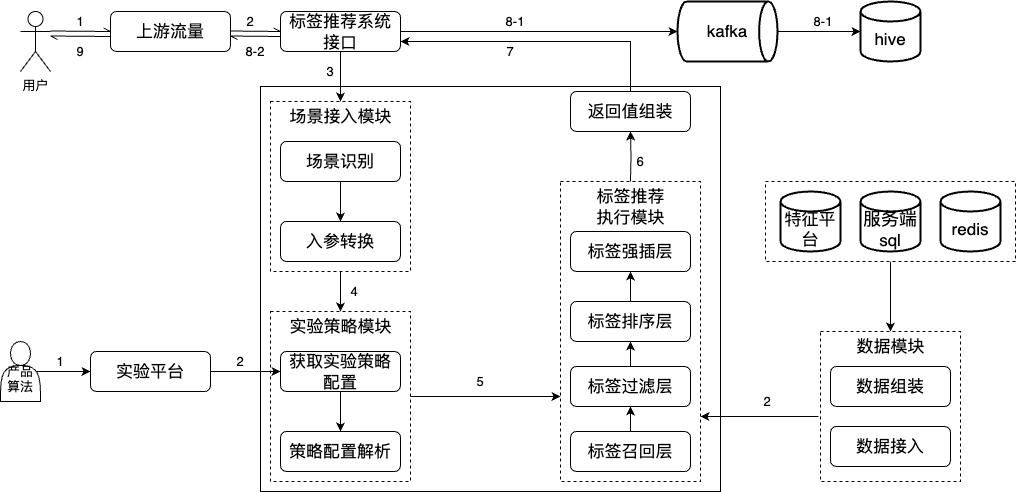 1
2
8-1
8-1
上游流量
标签推荐系统
接口
kafka
hive
9
8-2
7
用户
3
场景接入模块
返回值组装
场景识别
6
标签推荐
执行模块
入参转换
特征平
台
服务端
sql
redis
标签强插层
4
实验策略模块
标签排序层
数据模块
产品
算法
1
实验平台
2
获取实验策略
配置
5
标签过滤层
数据组装
2
策略配置解析
标签召回层
数据接入